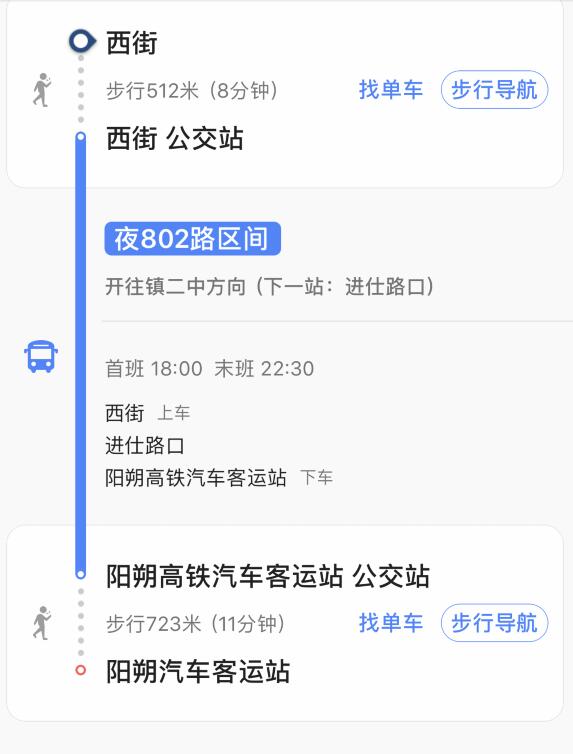 西街
步行512米（8分钟） 找单车 步行导航
西街 公交站
夜802路区间
开往镇二中方向（下一站：进仕路口）
首班 18:00 末班 22:30
西街 上车
进仕路口
阳朔高铁汽车客运站 下车
阳朔高铁汽车客运站 公交站
步行723米（11分钟） 找单车 步行导航
阳朔汽车客运站